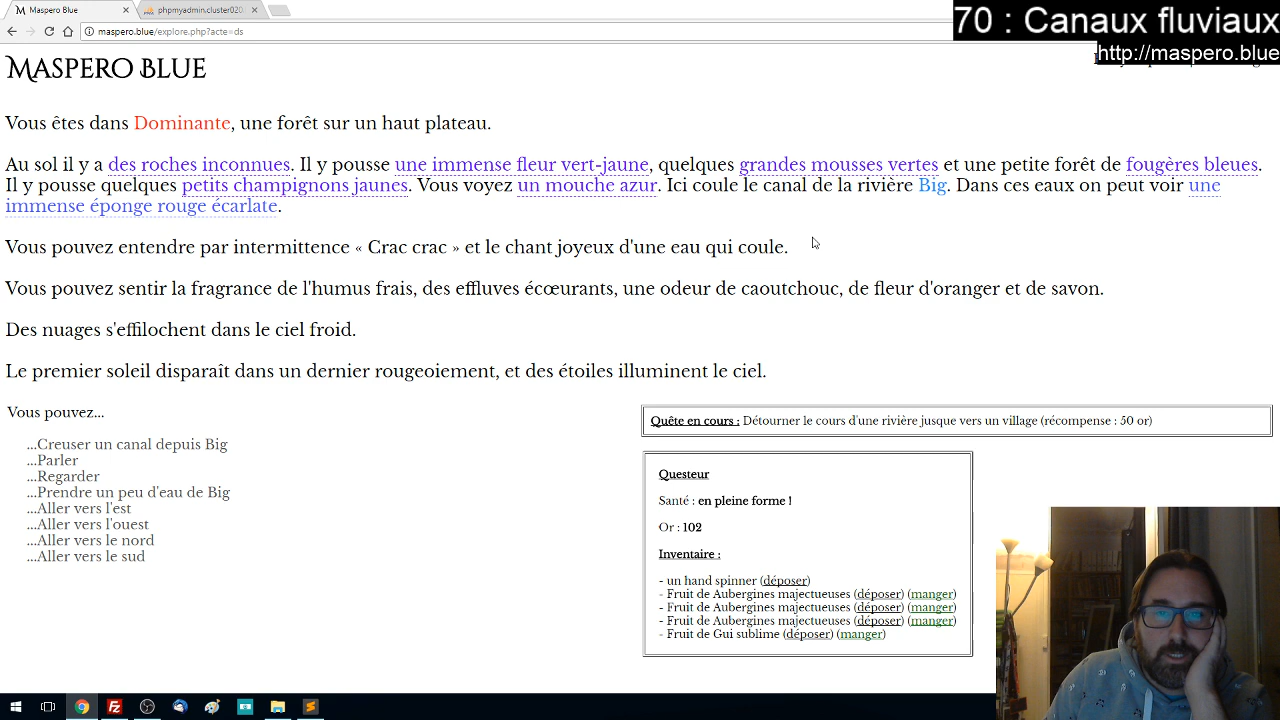 Maspero Blue
phpmyadmin.cluster020
70 : Canaux fluviaux
maspero.blue/explore.php?acte=ds
http://maspero.blue
Maspero Blue
Vous êtes dans Dominante, une forêt sur un haut plateau.
Au sol il y a des roches inconnues. Il y pousse une immense fleur vert-jaune, quelques grandes mousses vertes et une petite forêt de fougères bleues.
Il y pousse quelques petits champignons jaunes. Vous voyez un mouche azur. Ici coule le canal de la rivière Big. Dans ces eaux on peut voir une
immense éponge rouge écarlate.
Vous pouvez entendre par intermittence « Crac crac » et le chant joyeux d'une eau qui coule.
Vous pouvez sentir la fragrance de l'humus frais, des effluves écœurants, une odeur de caoutchouc, de fleur d'oranger et de savon.
Des nuages s'effilochent dans le ciel froid.
Le premier soleil disparaît dans un dernier rougeoiement, et des étoiles illuminent le ciel.
Vous pouvez...
...Creuser un canal depuis Big
...Parler
...Regarder
...Prendre un peu d'eau de Big
...Aller vers l'est
...Aller vers l'ouest
...Aller vers le nord
...Aller vers le sud
Quête en cours : Détourner le cours d'une rivière jusque vers un village (récompense : 50 or)
Questeur
Santé : en pleine forme !
Or : 102
Inventaire :
- un hand spinner (déposer)
- Fruit de Aubergines majectueuses (déposer) (manger)
- Fruit de Aubergines majectueuses (déposer) (manger)
- Fruit de Aubergines majectueuses (déposer) (manger)
- Fruit de Gui sublime (déposer) (manger)